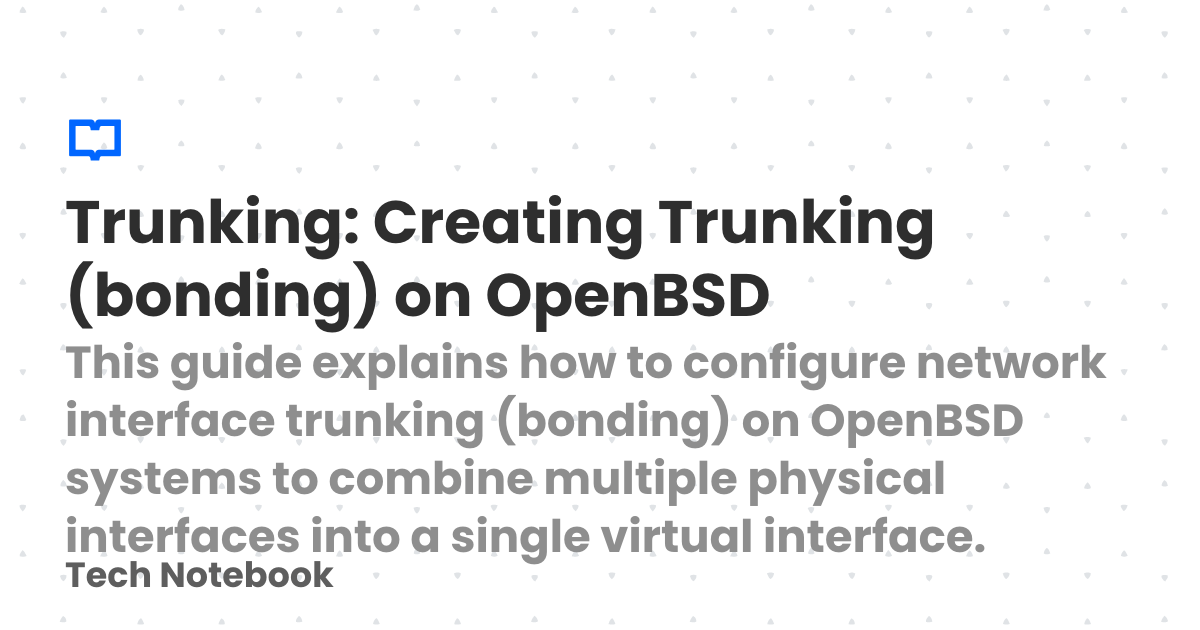 Trunking: Creating Trunking
(bonding) on OpenBSD
This guide explains how to configure network
interface trunking (bonding) on OpenBSD
systems to combine multiple physical
interfaces into a single virtual interface.
Tech Notebook